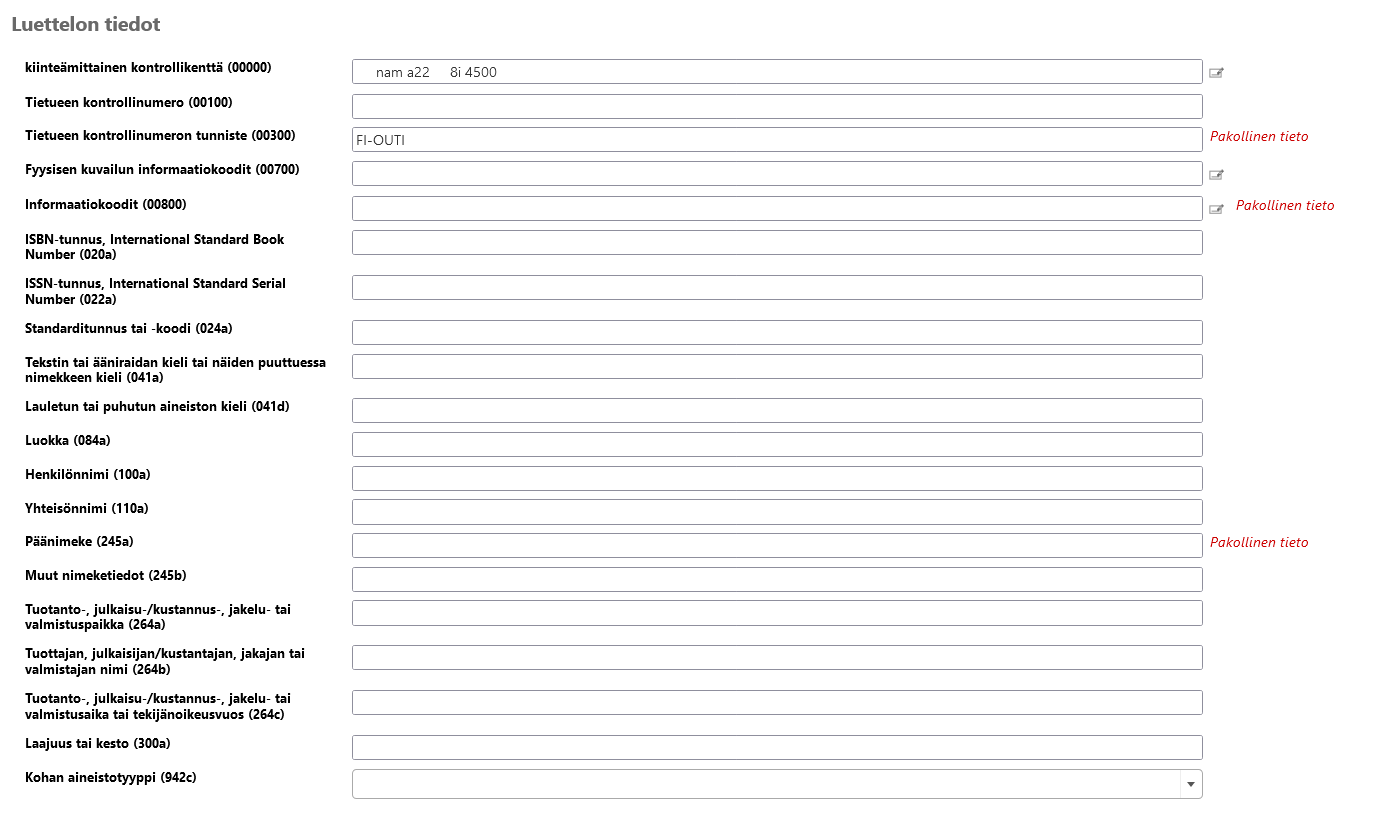 Luettelon tiedot
kiinteämittainen kontrollikenttä (00000)
nam a22     8i 4500
Tietueen kontrollinumero (00100)
Tietueen kontrollinumeron tunniste (00300)
FI-OUTI
Pakollinen tieto
Fyysisen kuvailun informaatiokoodit (00700)
Informaatiokoodit (00800)
Pakollinen tieto
ISBN-tunnus, International Standard Book
Number (020a)
ISSN-tunnus, International Standard Serial
Number (022a)
Standarditunnus tai -koodi (024a)
Tekstin tai ääniraidan kieli tai näiden puuttuessa
nimekkeen kieli (041a)
Lauletun tai puhutun aineiston kieli (041d)
Luokka (084a)
Henkilönnimi (100a)
Yhteisönnimi (110a)
Päänimeke (245a)
Pakollinen tieto
Muut nimeketiedot (245b)
Tuotanto-, julkaisu-/kustannus-, jakelu- tai
valmistuspaikka (264a)
Tuottajan, julkaisijan/kustantajan, jakajan tai
valmistajan nimi (264b)
Tuotanto-, julkaisu-/kustannus-, jakelu- tai
valmistusaika tai tekijänoikeusvuos (264c)
Laajuus tai kesto (300a)
Kohan aineistotyyppi (942c)